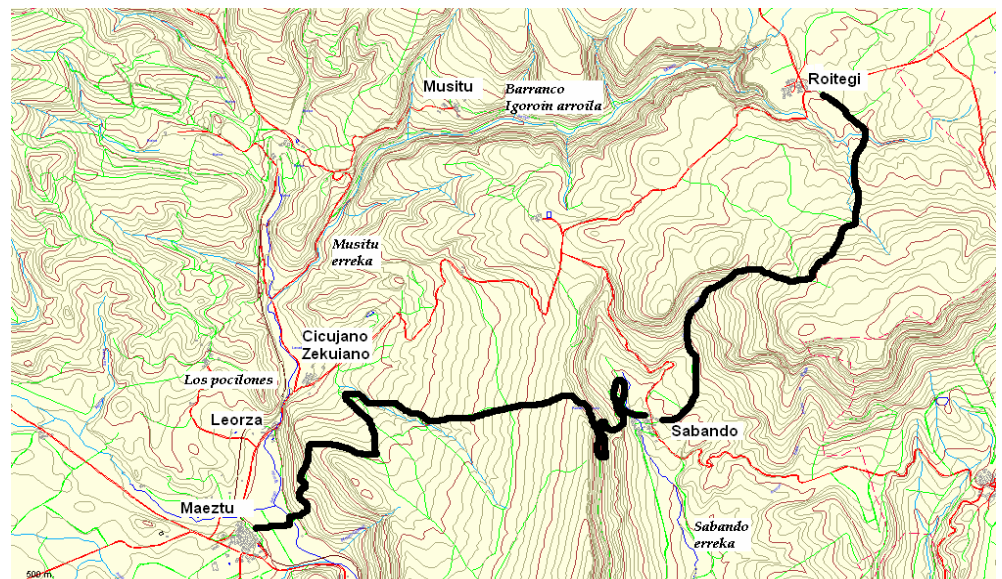 Roitegi
Musitu
Barranco
Igoroin arroila
Musitu
erreka
Cicujano
Zekuiano
Los pocilones
Leorza
Sabando
Maeztu
Sabando
erreka
500 m.